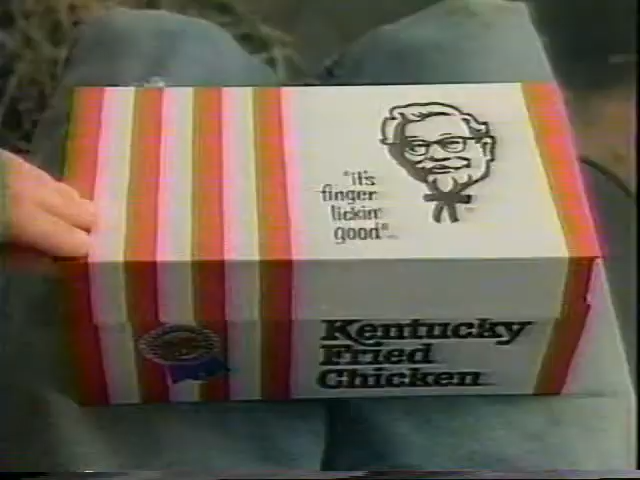 "it's
finger
lickin'
good"
Kentucky
Fried
Chicken